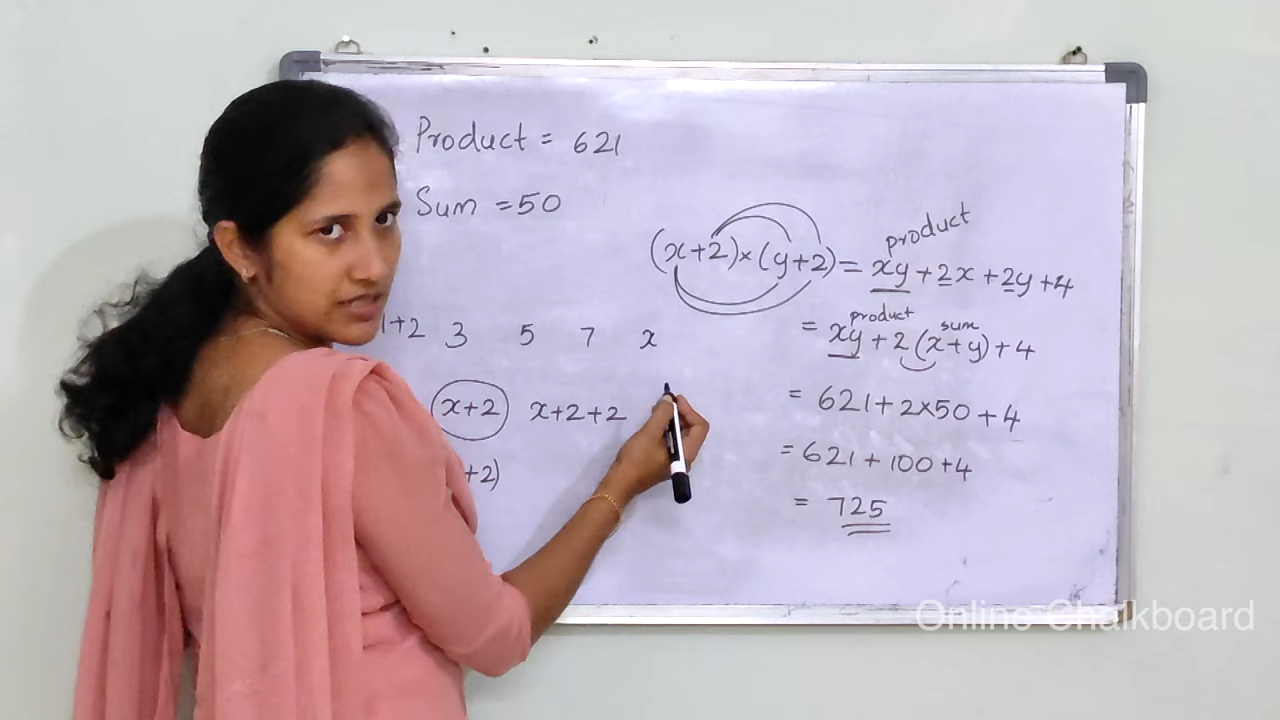 Product = 621
Sum = 50
product
(x+2)×(y+2) = xy + 2x + 2y + 4
product sum
= xy + 2(x+y) + 4
1+2 3 5 7 x
x+2 x+2+2
= 621 + 2×50 + 4
+2)
= 621 + 100 + 4
= 725
Online Chalkboard